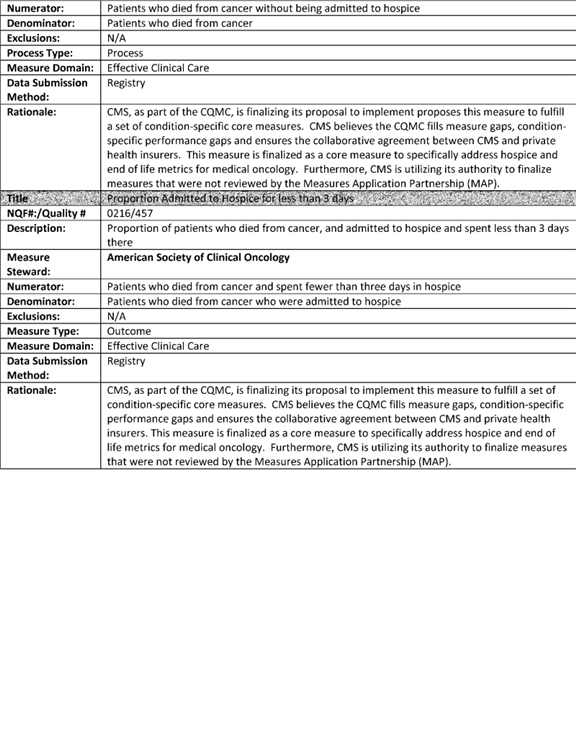 Numerator: Patients who died from cancer without being admitted to hospice
Denominator: Patients who died from cancer
Exclusions: N/A
Process Type: Process
Measure Domain: Effective Clinical Care
Data Submission Registry
Method:
Rationale: CMS, as part of the CQMC, is finalizing its proposal to implement proposes this measure to fulfill
a set of condition-specific core measures.  CMS believes the CQMC fills measure gaps, condition-
specific performance gaps and ensures the collaborative agreement between CMS and private
health insurers.  This measure is finalized as a core measure to specifically address hospice and
end of life metrics for medical oncology.  Furthermore, CMS is utilizing its authority to finalize
measures that were not reviewed by the Measures Application Partnership (MAP).
Title Proportion Admitted to Hospice for less than 3 days
NQF#:/Quality # 0216/457
Description: Proportion of patients who died from cancer, and admitted to hospice and spent less than 3 days
there
Measure American Society of Clinical Oncology
Steward:
Numerator: Patients who died from cancer and spent fewer than three days in hospice
Denominator: Patients who died from cancer who were admitted to hospice
Exclusions: N/A
Measure Type: Outcome
Measure Domain: Effective Clinical Care
Data Submission Registry
Method:
Rationale: CMS, as part of the CQMC, is finalizing its proposal to implement this measure to fulfill a set of
condition-specific core measures.  CMS believes the CQMC fills measure gaps, condition-specific
performance gaps and ensures the collaborative agreement between CMS and private health
insurers. This measure is finalized as a core measure to specifically address hospice and end of
life metrics for medical oncology.  Furthermore, CMS is utilizing its authority to finalize measures
that were not reviewed by the Measures Application Partnership (MAP).